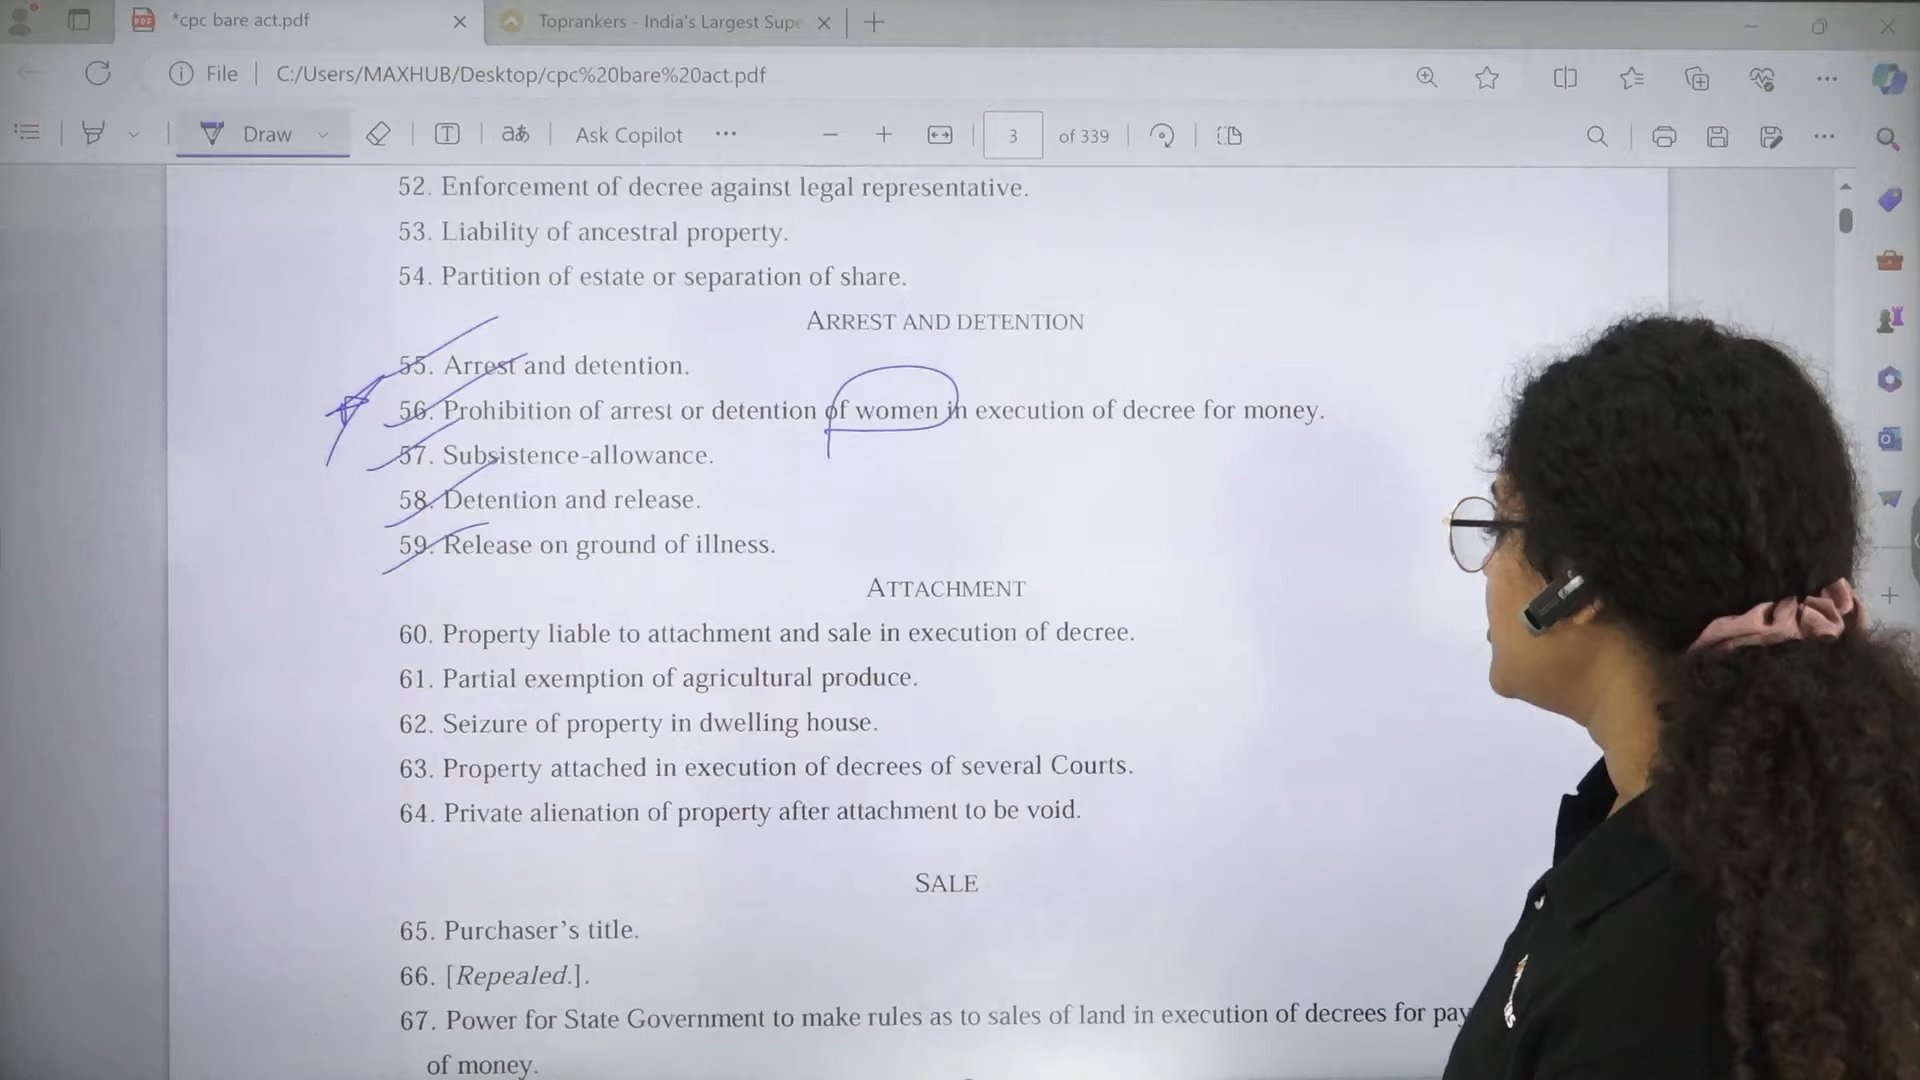 *cpc bare act.pdf
Toprankers - India's Largest Supe
File
C:/Users/MAXHUB/Desktop/cpc%20bare%20act.pdf
Draw
aあ
Ask Copilot
3
of 339
52. Enforcement of decree against legal representative.
53. Liability of ancestral property.
54. Partition of estate or separation of share.
ARREST AND DETENTION
55. Arrest and detention.
56. Prohibition of arrest or detention of women in execution of decree for money.
57. Subsistence-allowance.
58. Detention and release.
59. Release on ground of illness.
ATTACHMENT
60. Property liable to attachment and sale in execution of decree.
61. Partial exemption of agricultural produce.
62. Seizure of property in dwelling house.
63. Property attached in execution of decrees of several Courts.
64. Private alienation of property after attachment to be void.
SALE
65. Purchaser's title.
66. [Repealed.].
67. Power for State Government to make rules as to sales of land in execution of decrees for pay
of money.